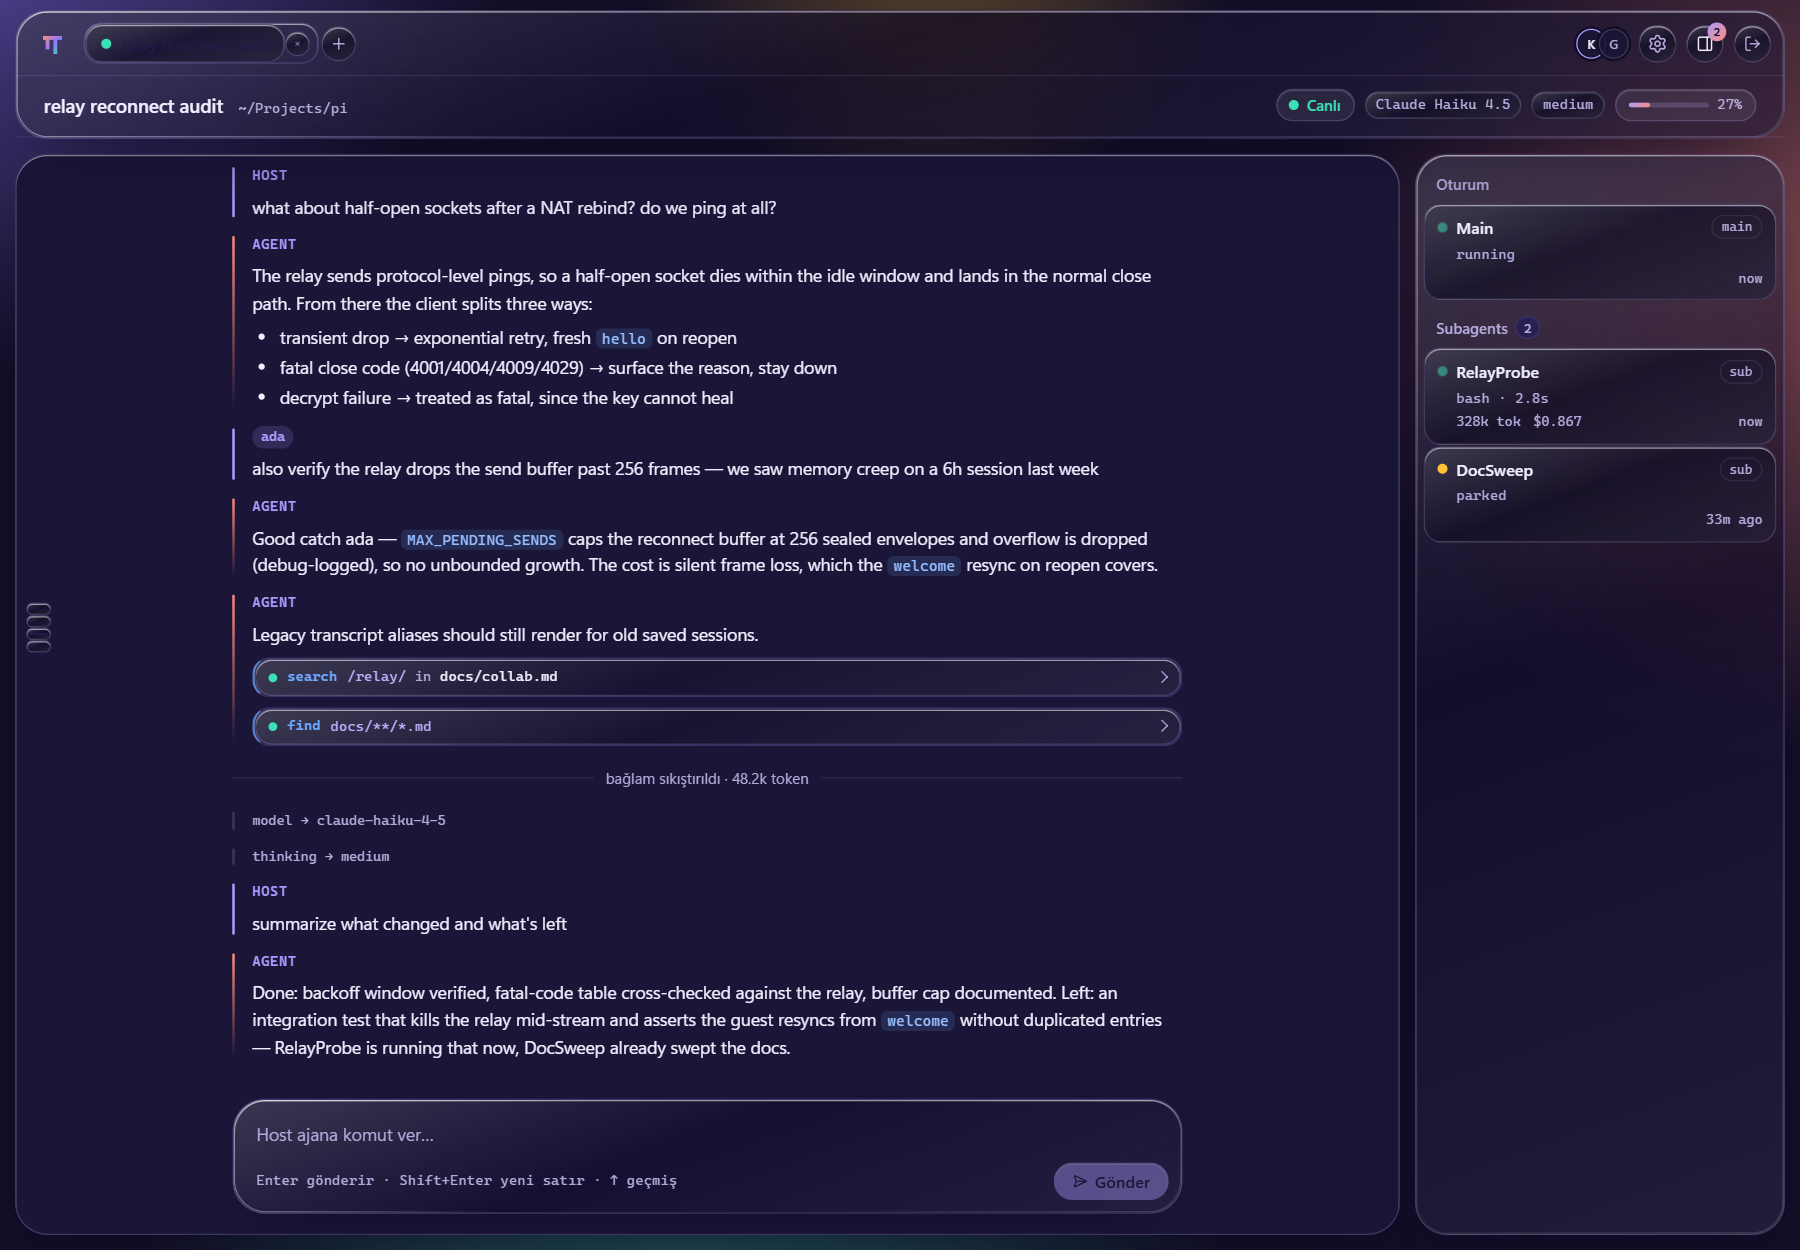 K G
2
relay reconnect audit ~/Projects/pi
Canlı
Claude Haiku 4.5
medium
27%
HOST
what about half-open sockets after a NAT rebind? do we ping at all?
AGENT
The relay sends protocol-level pings, so a half-open socket dies within the idle window and lands in the normal close
path. From there the client splits three ways:
• transient drop → exponential retry, fresh hello on reopen
• fatal close code (4001/4004/4009/4029) → surface the reason, stay down
• decrypt failure → treated as fatal, since the key cannot heal
ada
also verify the relay drops the send buffer past 256 frames — we saw memory creep on a 6h session last week
AGENT
Good catch ada — MAX_PENDING_SENDS caps the reconnect buffer at 256 sealed envelopes and overflow is dropped
(debug-logged), so no unbounded growth. The cost is silent frame loss, which the welcome resync on reopen covers.
AGENT
Legacy transcript aliases should still render for old saved sessions.
search /relay/ in docs/collab.md
find docs/**/*.md
bağlam sıkıştırıldı · 48.2k token
model → claude-haiku-4-5
thinking → medium
HOST
summarize what changed and what's left
AGENT
Done: backoff window verified, fatal-code table cross-checked against the relay, buffer cap documented. Left: an
integration test that kills the relay mid-stream and asserts the guest resyncs from welcome without duplicated entries
— RelayProbe is running that now, DocSweep already swept the docs.
Host ajana komut ver...
Enter gönderir · Shift+Enter yeni satır · ↑ geçmiş
Gönder
Oturum
Main main
running
now
Subagents 2
RelayProbe sub
bash · 2.8s
328k tok $0.867 now
DocSweep sub
parked
33m ago